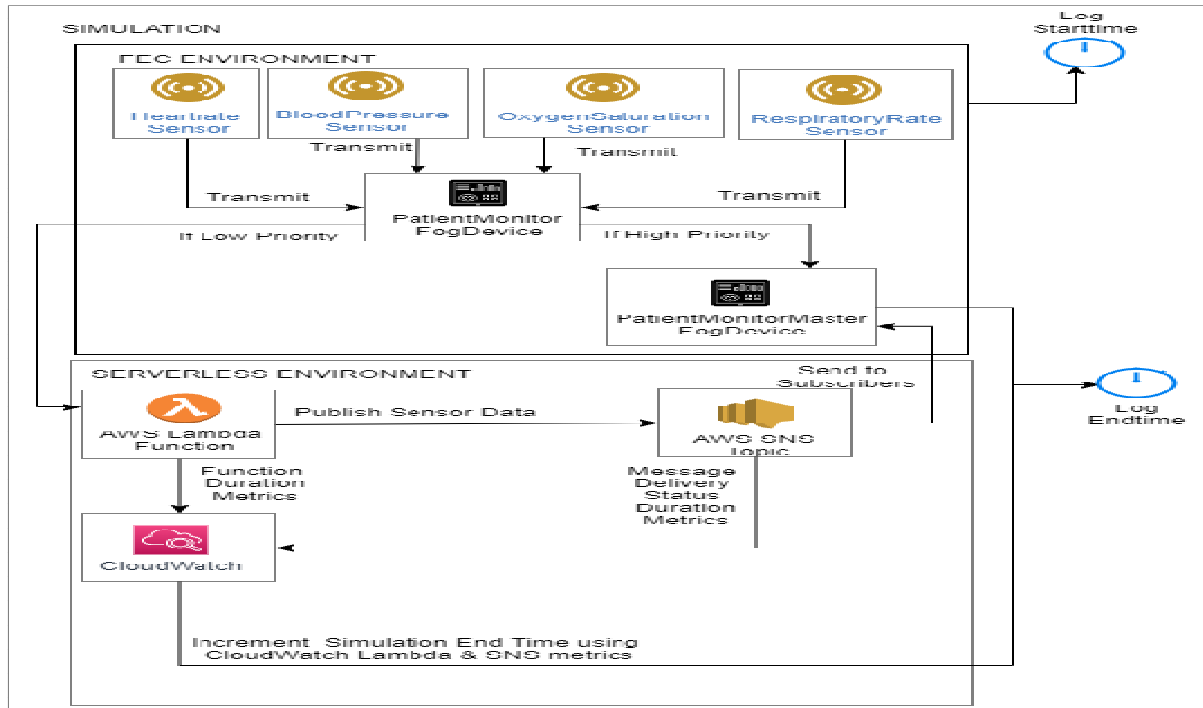 SIMULATION
Log
Starttime
FEC ENVIRONMENT
Heartrate
Sensor
BloodPressure
Sensor
OxygenSaturation
Sensor
RespiratoryRate
Sensor
Transmit
Transmit
Transmit
Transmit
PatientMonitor
FogDevice
If Low Priority
If High Priority
PatientMonitorMaster
FogDevice
SERVERLESS ENVIRONMENT
Send to
Subscribers
Log
Endtime
AWS Lambda
Function
Publish Sensor Data
AWS SNS
Topic
Function
Duration
Metrics
Message
Delivery
Status
Duration
Metrics
CloudWatch
Increment Simulation End Time using
CloudWatch Lambda & SNS metrics